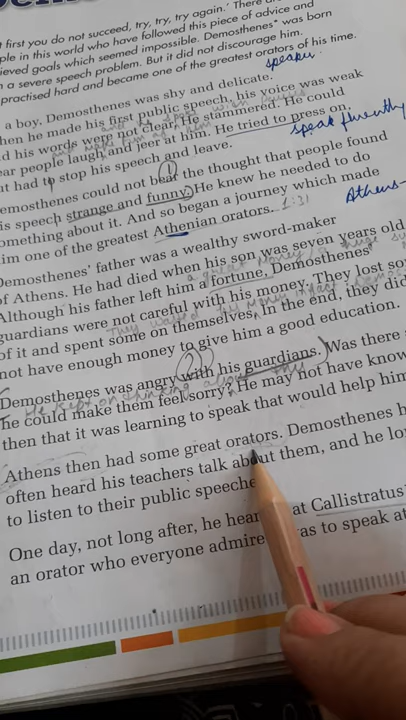 first you do not succeed, try, try, try again.' There
ple in this world who have followed this piece of advice and
ieved goals which seemed impossible. Demosthenes* was born
a severe speech problem. But it did not discourage him.
practised hard and became one of the greatest orators of his time.
speaker
a boy. Demosthenes was shy and delicate.
hen he made his first public speech, his voice was weak
d his words were not clear. He stammered. He could
ear people laugh and jeer at him. He tried to press on,
ut had to stop his speech and leave.
speak fluently
emosthenes could not bear the thought that people found
is speech strange and funny. He knew he needed to do
omething about it. And so began a journey which made
im one of the greatest Athenian orators.
Athens
Demosthenes' father was a wealthy sword-maker
of Athens. He had died when his son was seven years old.
Although his father left him a fortune, Demosthenes'
guardians were not careful with his money. They lost so
of it and spent some on themselves. In the end, they did
not have enough money to give him a good education.
Demosthenes was angry with his guardians. Was there
he could make them feel sorry? He may not have know
then that it was learning to speak that would help him
Athens then had some great orators. Demosthenes h
often heard his teachers talk about them, and he lo
to listen to their public speeche
One day, not long after, he hear at Callistratus
an orator who everyone admire as to speak at